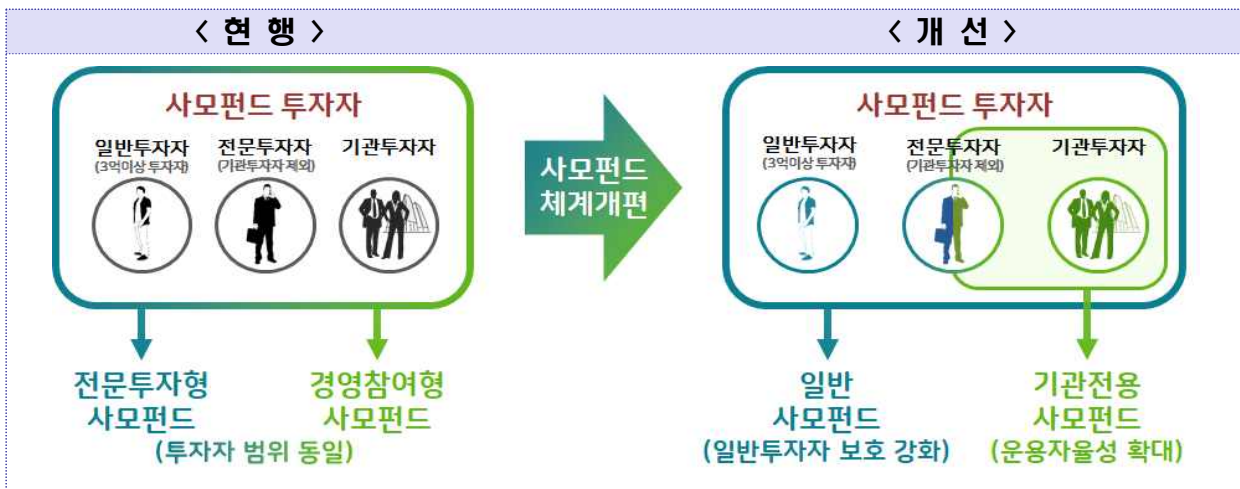 < 현 행 >
< 개 선 >
사모펀드 투자자
일반투자자
(3억이상 투자자)
전문투자자
(기관투자자 제외)
기관투자자
전문투자형
사모펀드
경영참여형
사모펀드
(투자자 범위 동일)
사모펀드
체계개편
사모펀드 투자자
일반투자자
(3억이상 투자자)
전문투자자
(기관투자자 제외)
기관투자자
일반
사모펀드
(일반투자자 보호 강화)
기관전용
사모펀드
(운용자율성 확대)